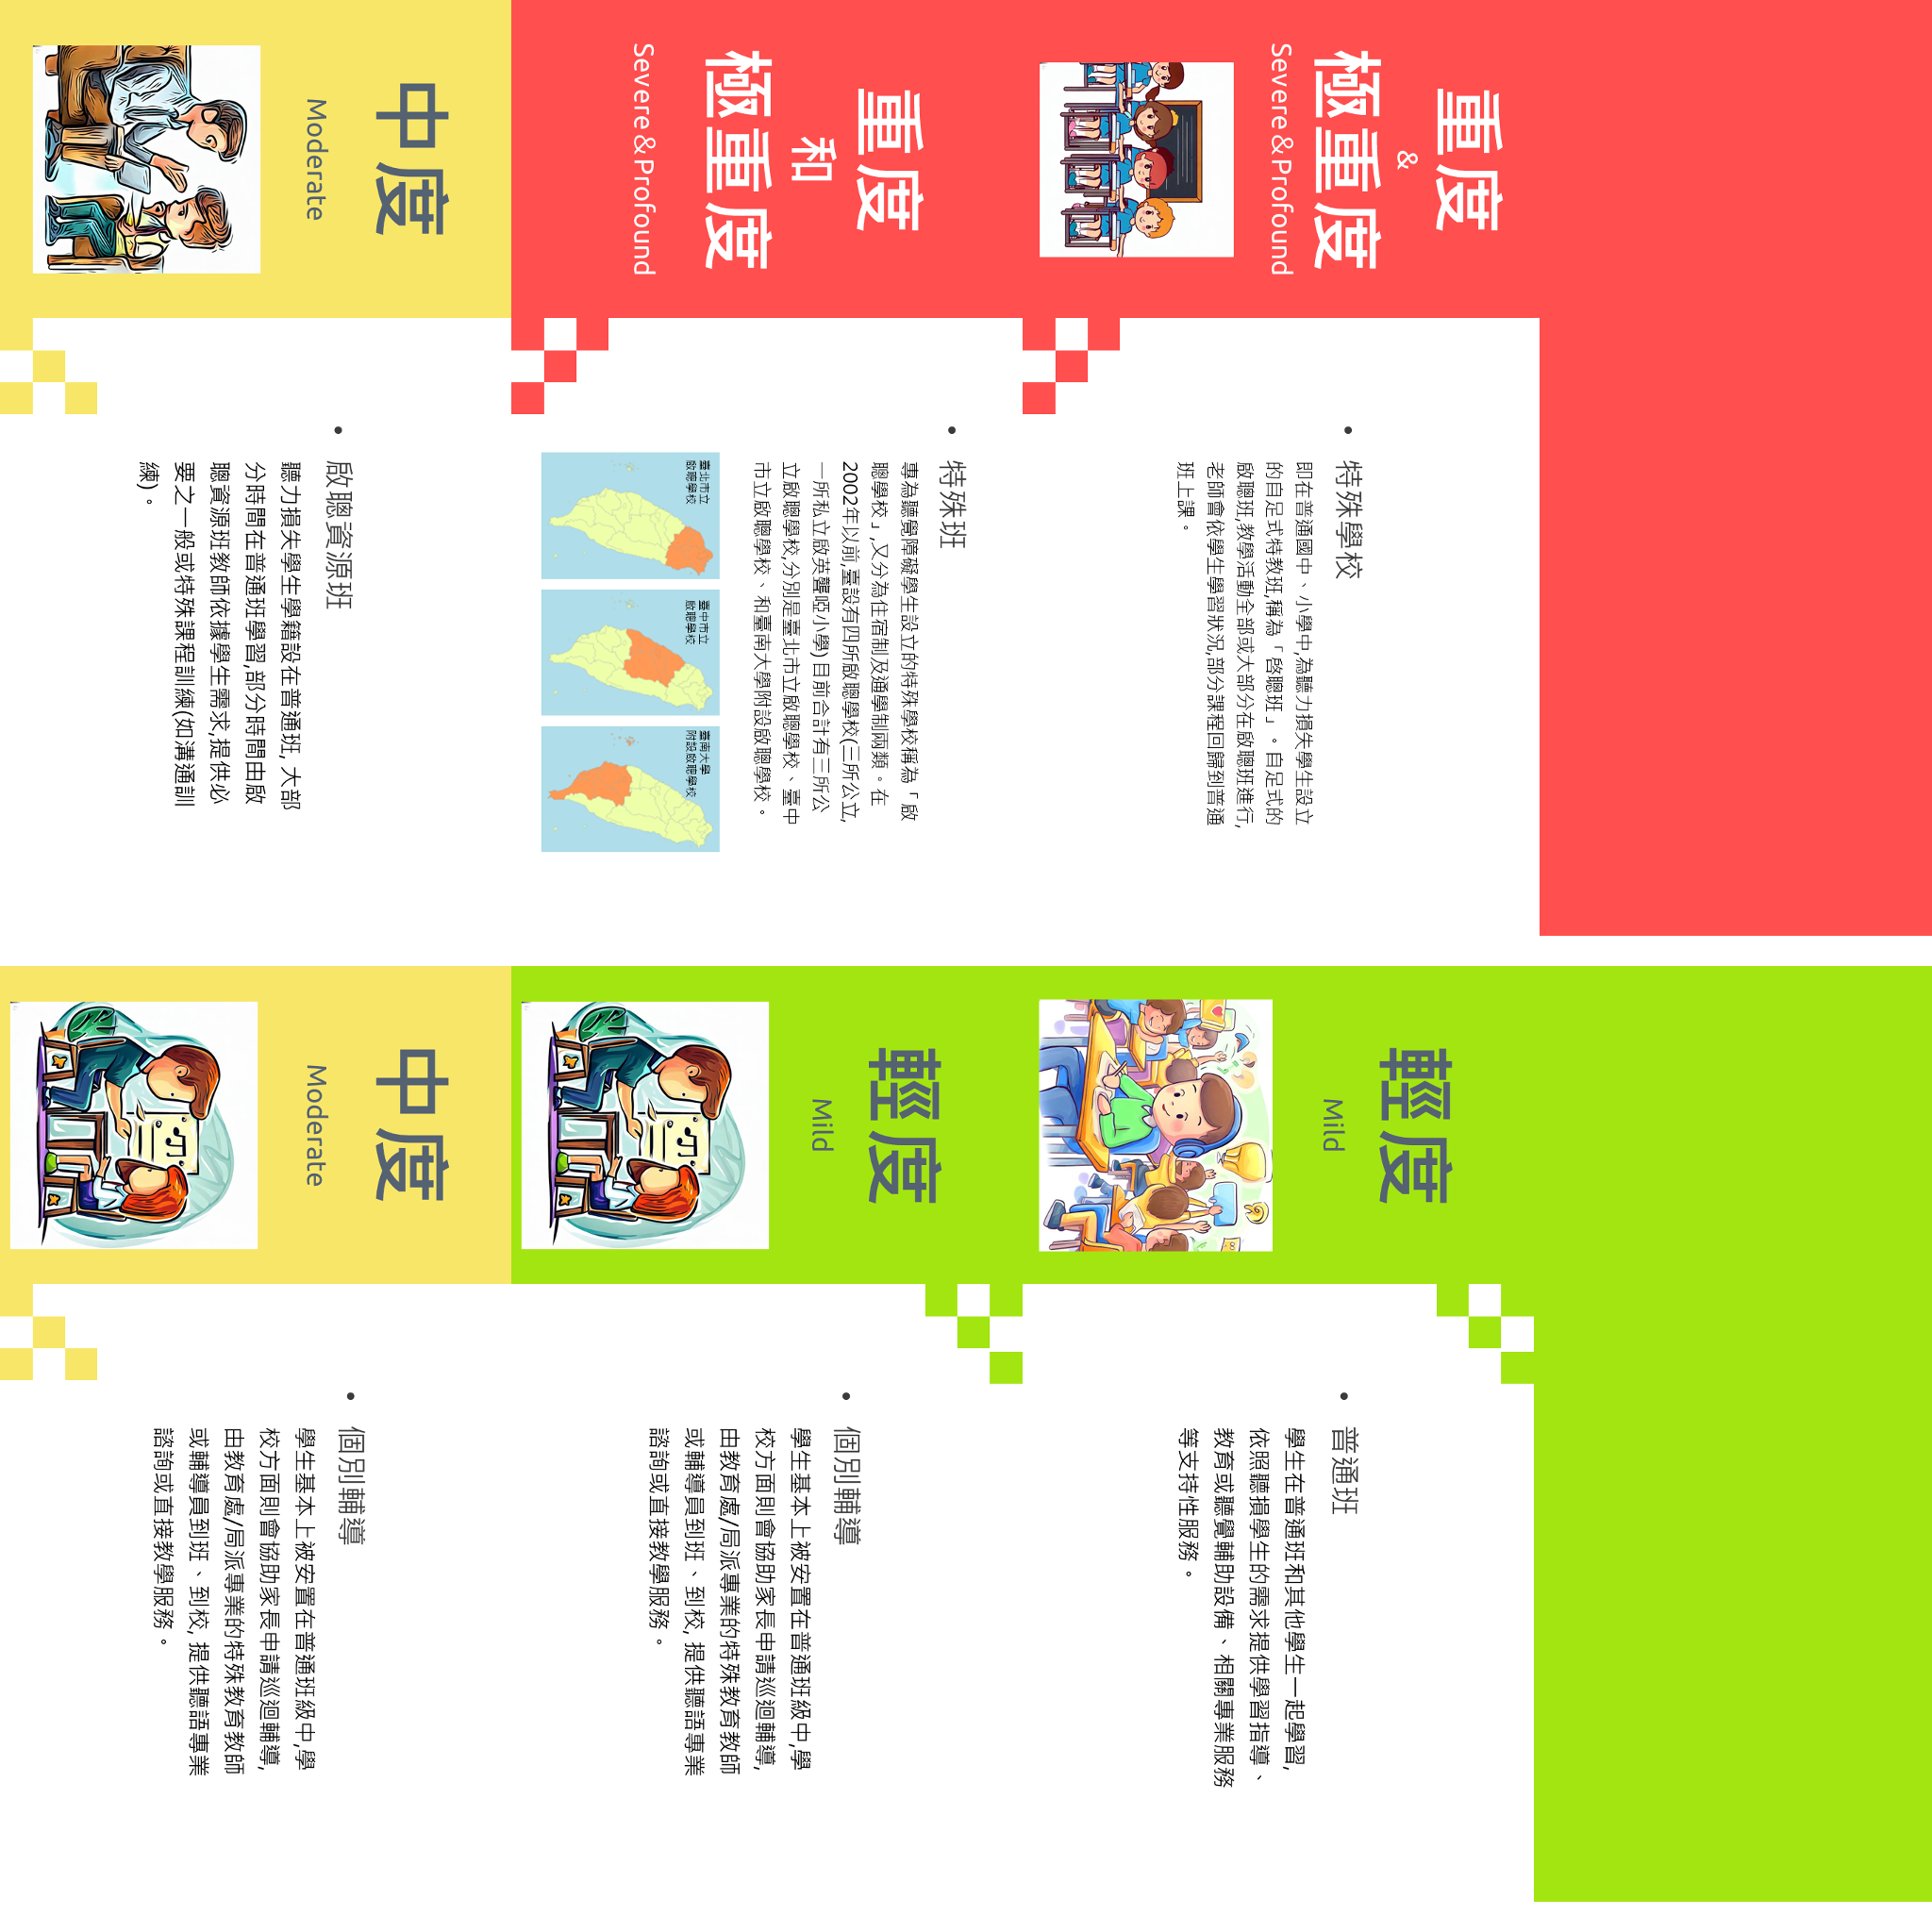 重度
&
極重度
Severe&Profound
• 特殊學校
即在普通國中、小學中,為聽力損失學生設立
的自足式特教班,稱為「啓聰班」。自足式的
啟聰班,教學活動全部或大部分在啟聰班進行,
老師會依學生學習狀況,部分課程回歸到普通
班上課。
重度
和
極重度
Severe&Profound
• 特殊班
專為聽覺障礙學生設立的特殊學校稱為「啟
聰學校」,又分為住宿制及通學制兩類。在
2002年以前,臺設有四所啟聰學校(三所公立,
一所私立啟英聾啞小學)目前合計有三所公
立啟聰學校,分別是臺北市立啟聰學校、臺中
市立啟聰學校、和臺南大學附設啟聰學校。
臺北市立
啟聰學校
臺中市立
啟聰學校
臺南大學
附設啟聰學校
中度
Moderate
• 啟聰資源班
聽力損失學生學籍設在普通班, 大部
分時間在普通班學習,部分時間由啟
聰資源班教師依據學生需求,提供必
要之一般或特殊課程訓練(如溝通訓
練)。
輕度
Mild
• 普通班
學生在普通班和其他學生一起學習,
依照聽損學生的需求提供學習指導、
教育或聽覺輔助設備、相關專業服務
等支持性服務。
輕度
Mild
• 個別輔導
學生基本上被安置在普通班級中,學
校方面則會協助家長申請巡迴輔導,
由教育處/局派專業的特殊教育教師
或輔導員到班、到校, 提供聽語專業
諮詢或直接教學服務。
中度
Moderate
• 個別輔導
學生基本上被安置在普通班級中,學
校方面則會協助家長申請巡迴輔導,
由教育處/局派專業的特殊教育教師
或輔導員到班、到校, 提供聽語專業
諮詢或直接教學服務。